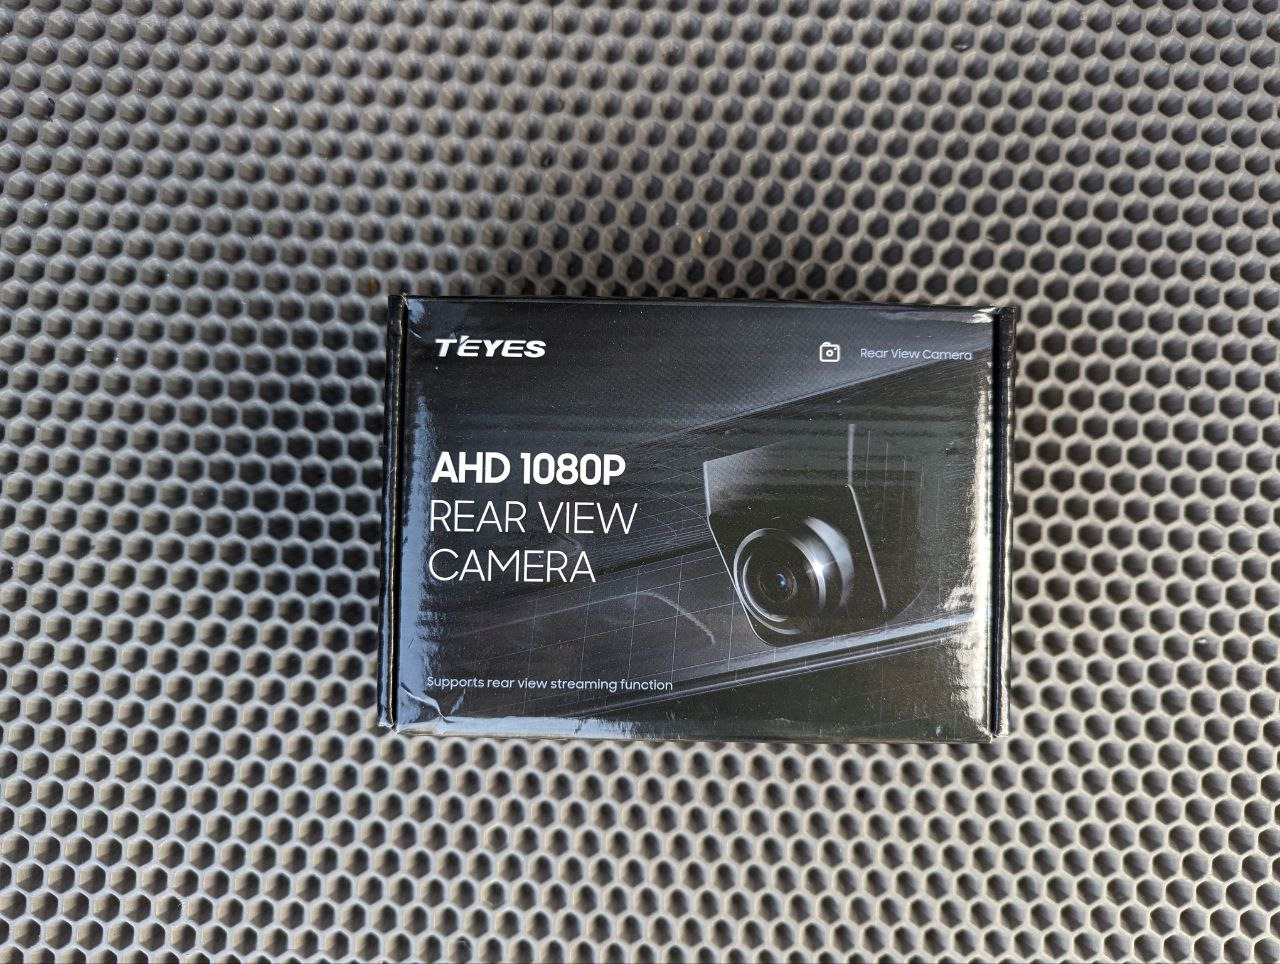 TEYES
Rear View Camera
AHD 1080P
REAR VIEW
CAMERA
Supports rear view streaming function